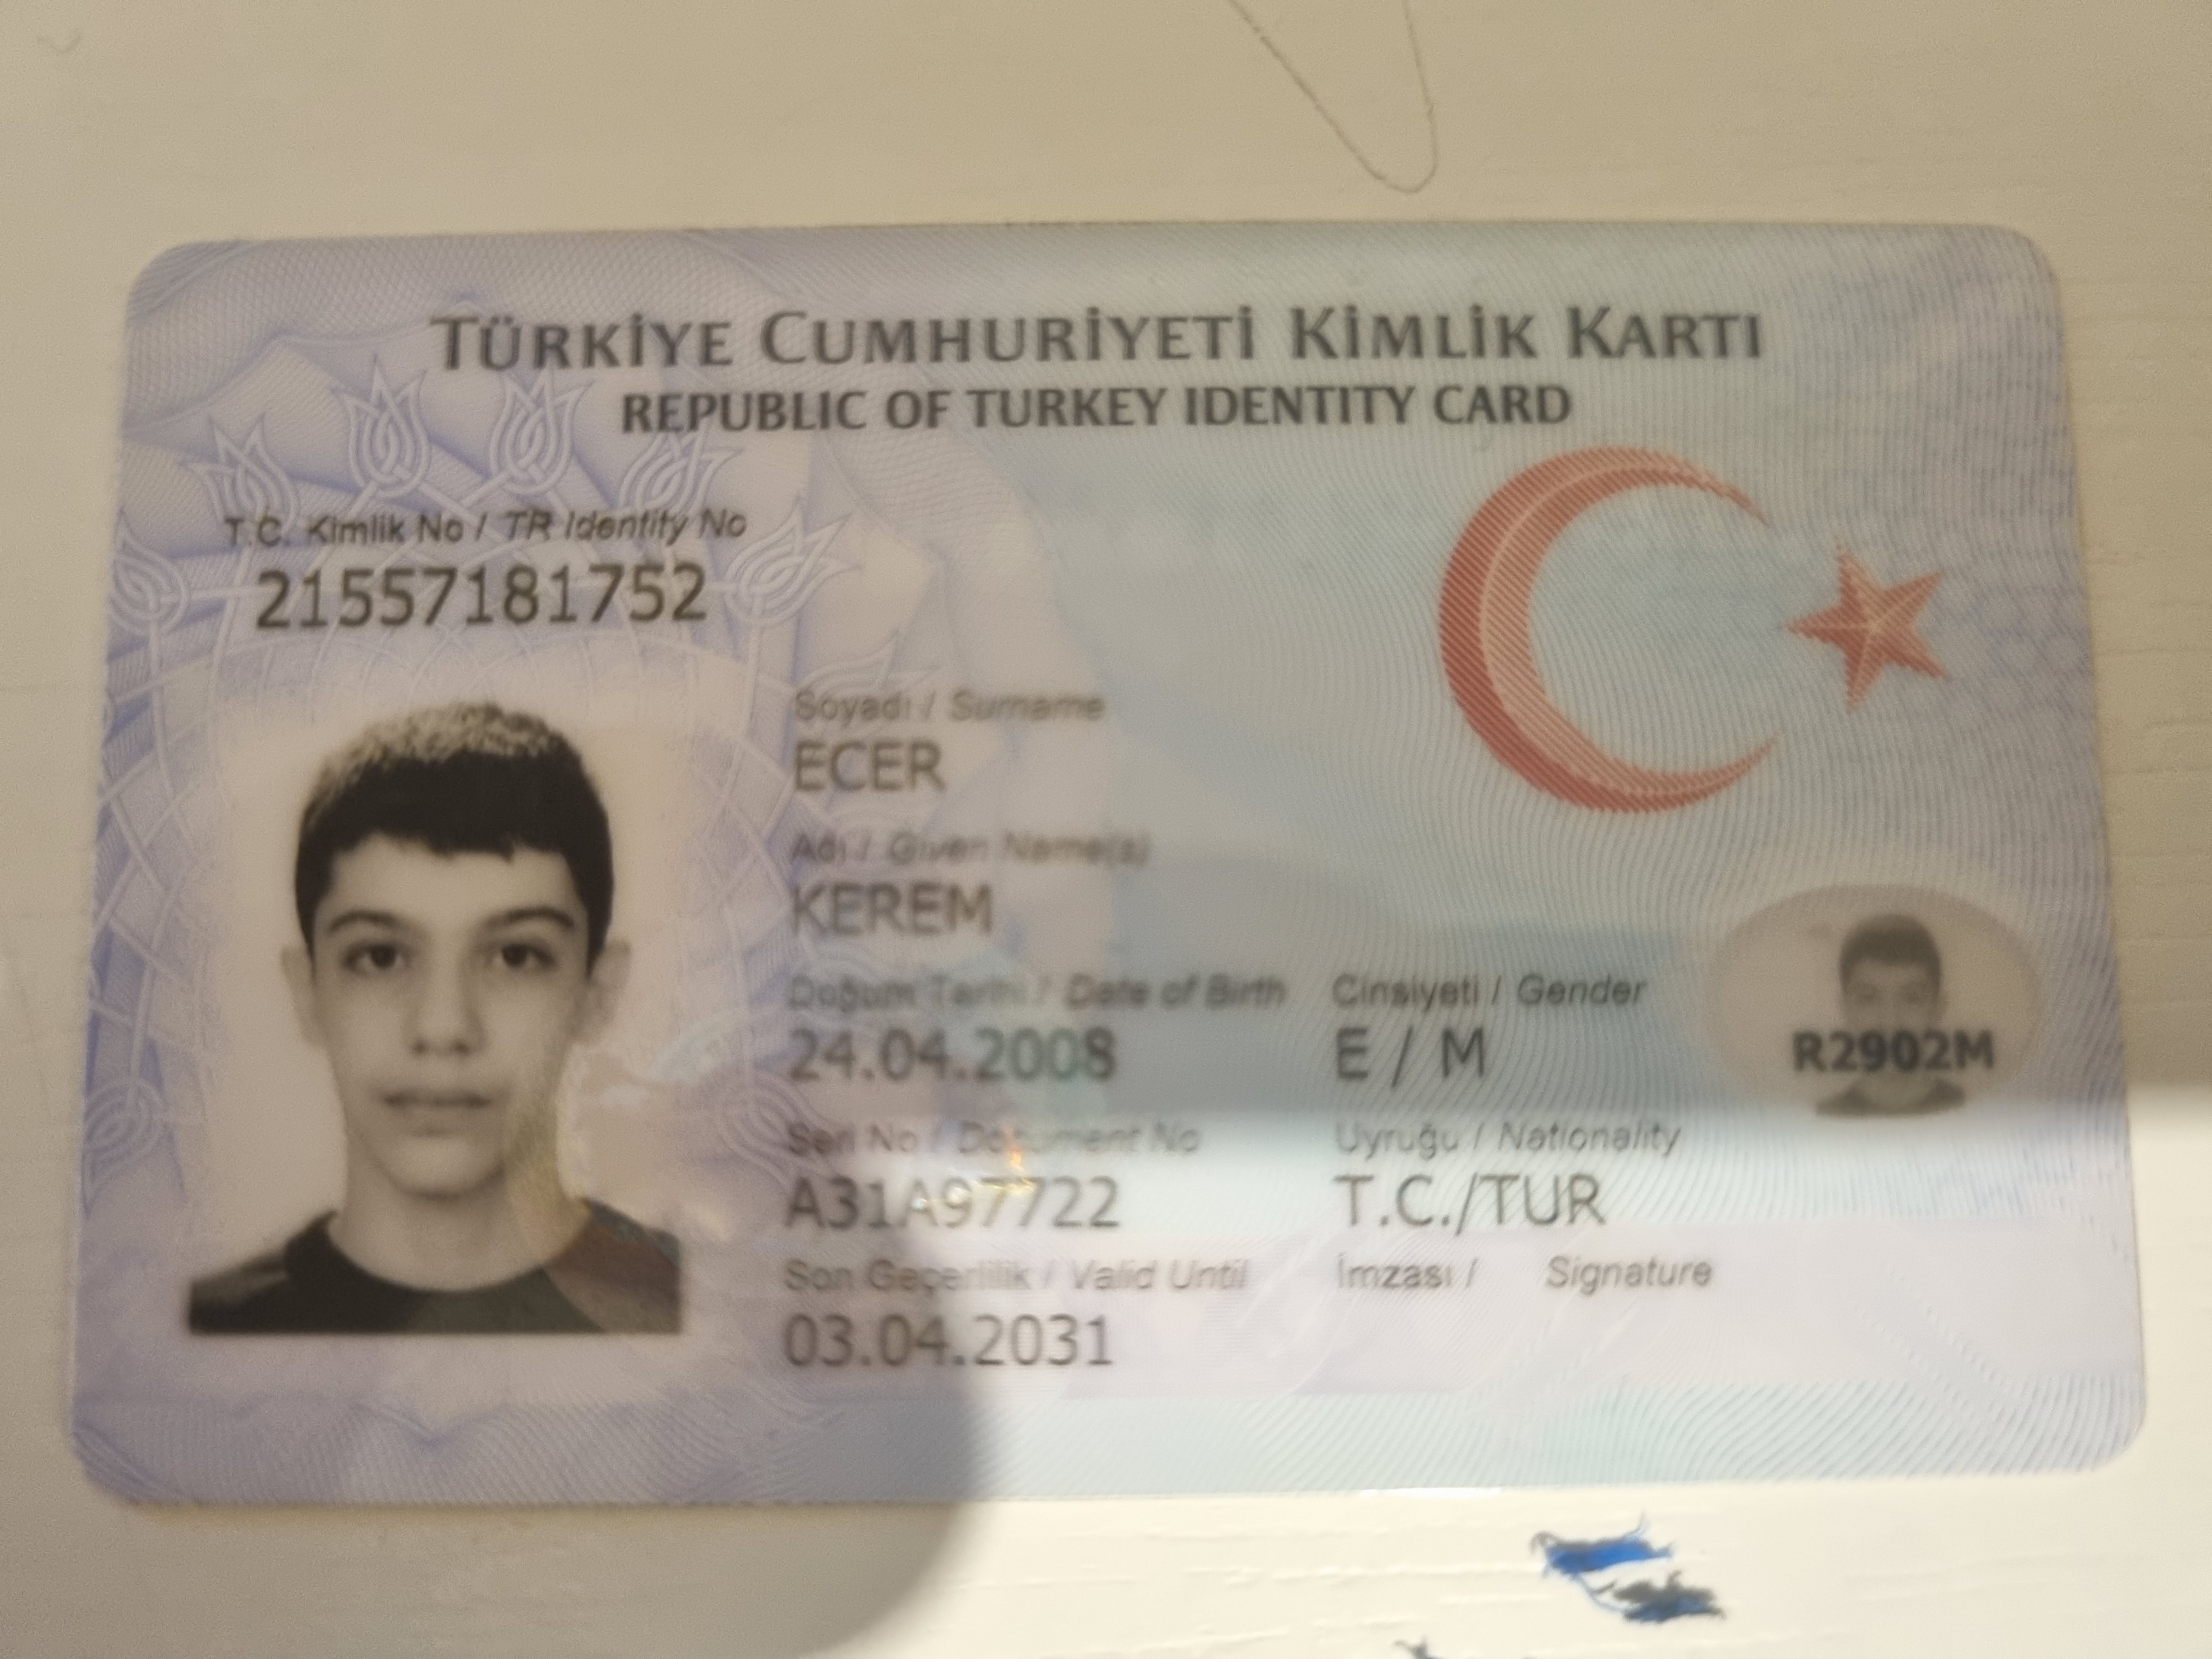 TÜRKİYE CUMHURİYETİ KİMLİK KARTI
REPUBLIC OF TURKEY IDENTITY CARD
T.C. Kimlik No / TR Identity No
21557181752
Soyadı / Surname
ECER
Adı / Given Name(s)
KEREM
Doğum Tarihi / Date of Birth Cinsiyeti / Gender
24.04.2008 E / M
Seri No / Document No Uyruğu / Nationality
A31A97722 T.C./TUR
Son Geçerlilik / Valid Until İmzası / Signature
03.04.2031
R2902M